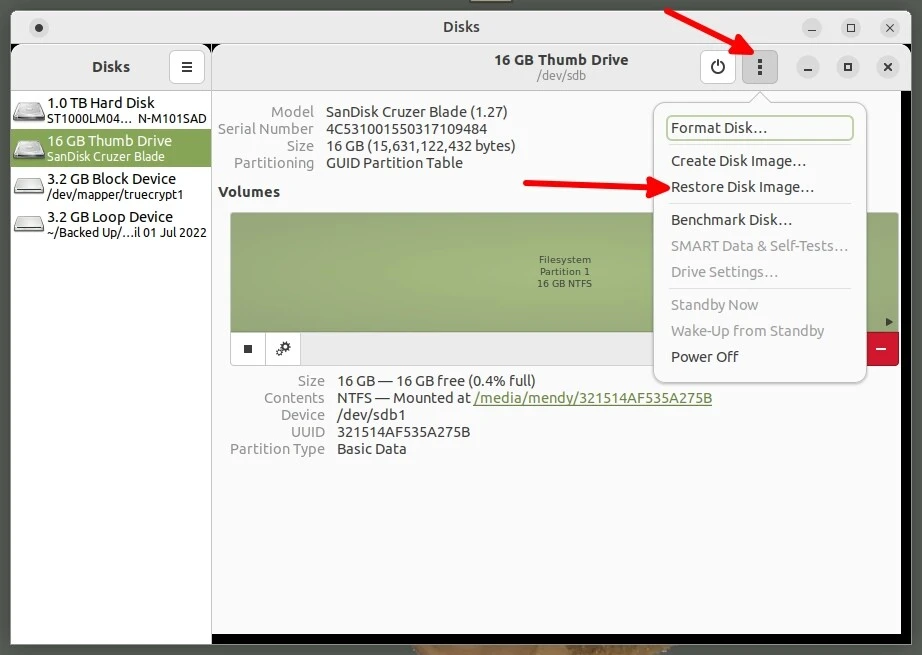 Disks
Disks
1.0 TB Hard Disk
ST1000LM04... N-M101SAD
16 GB Thumb Drive
SanDisk Cruzer Blade
3.2 GB Block Device
/dev/mapper/truecrypt1
3.2 GB Loop Device
~/Backed Up/...il 01 Jul 2022
16 GB Thumb Drive
/dev/sdb
Model SanDisk Cruzer Blade (1.27)
Serial Number 4C531001550317109484
Size 16 GB (15,631,122,432 bytes)
Partitioning GUID Partition Table
Volumes
Filesystem
Partition 1
16 GB NTFS
Size 16 GB — 16 GB free (0.4% full)
Contents NTFS — Mounted at /media/mendy/321514AF535A275B
Device /dev/sdb1
UUID 321514AF535A275B
Partition Type Basic Data
Format Disk...
Create Disk Image...
Restore Disk Image...
Benchmark Disk...
SMART Data & Self-Tests...
Drive Settings...
Standby Now
Wake-Up from Standby
Power Off